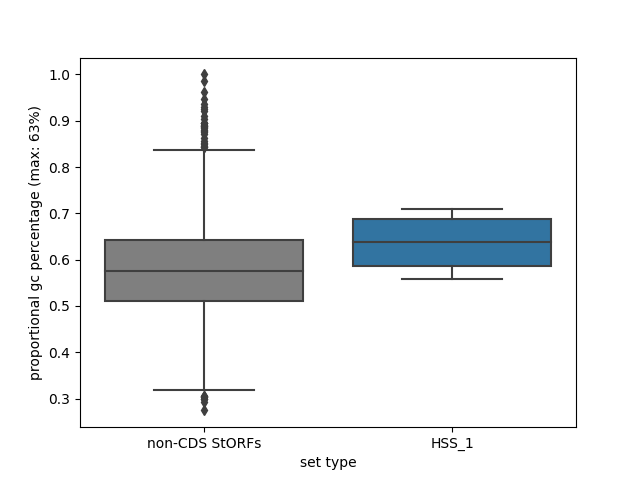 proportional gc percentage (max: 63%)
1.0
0.9
0.8
0.7
0.6
0.5
0.4
0.3
non-CDS StORFs
HSS_1
set type